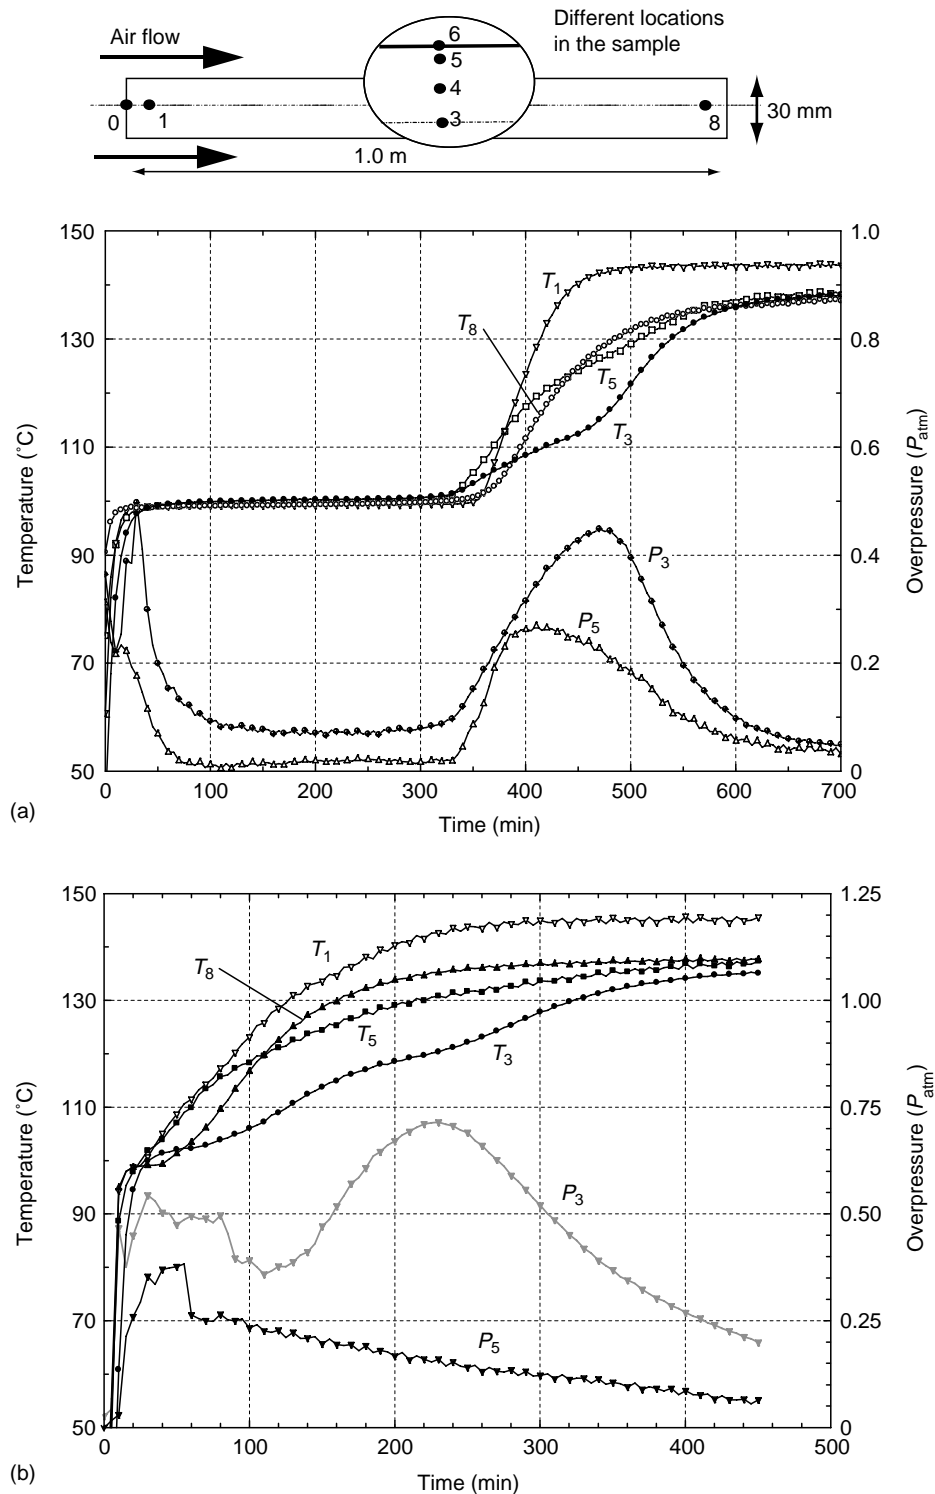 Air flow
Different locations
in the sample
6
5
4
3
0
1
8
30 mm
1.0 m
150
130
110
90
70
50
Temperature (˚C)
1.0
0.8
0.6
0.4
0.2
0
Overpressure (Patm)
T1
T8
T5
T3
P3
P5
0
100
200
300
400
500
600
700
Time (min)
(a)
150
130
110
90
70
50
Temperature (˚C)
1.25
1.00
0.75
0.50
0.25
0
Overpressure (Patm)
T1
T8
T5
T3
P3
P5
0
100
200
300
400
500
Time (min)
(b)